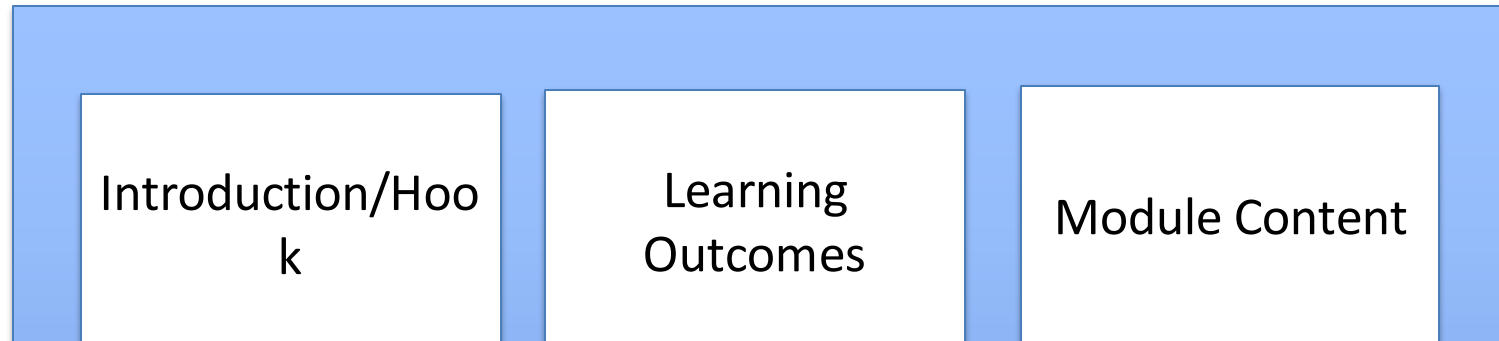 Introduction/Hoo
k
Learning
Outcomes
Module Content